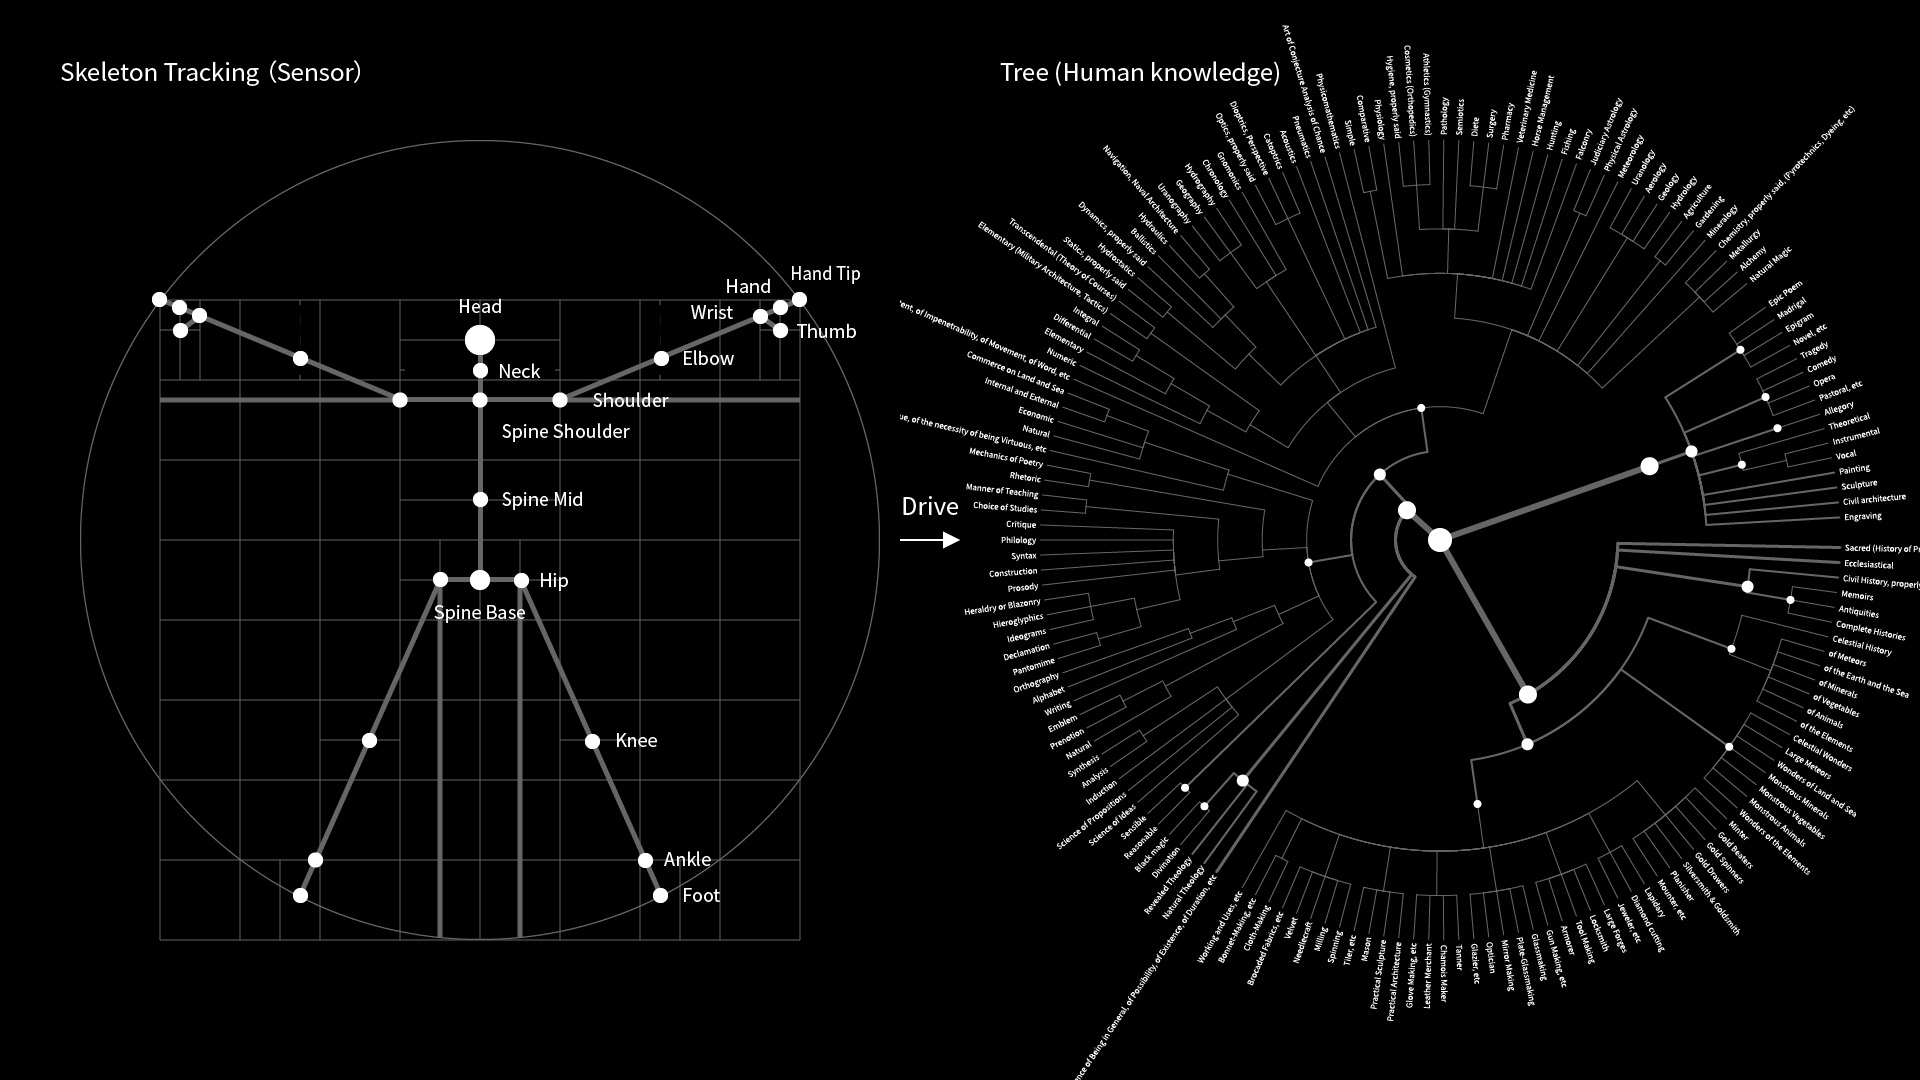 Skeleton Tracking (Sensor)
Hand Tip
Hand
Head
Wrist
Thumb
Elbow
Neck
Shoulder
Spine Shoulder
Spine Mid
Hip
Spine Base
Knee
Ankle
Foot
Drive
Tree (Human knowledge)
Epic Poem
Madrigal
Epigram
Novel, etc
Tragedy
Comedy
Opera
Pastoral, etc
Allegory
Theoretical
Instrumental
Vocal
Painting
Sculpture
Civil architecture
Engraving
Sacred (History of
Ecclesiastical
Civil History,
Memoirs
Antiquities
Complete Histories
Celestial History
of Meteors
of the Earth and the Sea
of Minerals
of Vegetables
of Animals
of the Elements
Celestial Wonders
Large Meteors
Wonders of Land and Sea
Monstrous Minerals
Monstrous Vegetables
Monstrous Animals
Wonders of the Elements
Minter
Gold Beaters
Gold Spinners
Gold Drawers
Silversmith & Goldsmith
Planisher
Mounter, etc
Lapidary
Diamond cutting
Jeweler, etc
Large Forges
Locksmith
Tool Making
Armorer
Gun Making, etc
Glassmaking
Plate-Glassmaking
Mirror Making
Optician
Glazier, etc
Tanner
Chamois Maker
Leather Merchant
Glove Making, etc
Practical Architecture
Practical Sculpture
Mason
Tiler, etc
Spinning
Milling
Needlecraft
Velvet
Brocaded Fabrics, etc
Cloth-Making
Bonnet-Making, etc
Working and Uses, etc
of Being in General, of Possibility, of Existence, of Duration, etc
Natural Theology
Revealed Theology
Divination
Black magic
Reasonable
Sensible
Science of Ideas
Science of Propositions
Induction
Analysis
Synthesis
Natural
Prenotion
Emblem
Writing
Alphabet
Orthography
Pantomime
Declamation
Ideograms
Hieroglyphics
Heraldry or Blazonry
Prosody
Construction
Syntax
Philology
Critique
Choice of Studies
Manner of Teaching
Rhetoric
Mechanics of Poetry
of the necessity of being Virtuous, etc
Natural
Economic
Internal and External
Commerce on Land and Sea
of Impenetrability, of Movement, of Word, etc
Numeric
Elementary
Differential
Integral
Elementary (Military Architecture, Tactics)
Transcendental (Theory of Courses)
Statics, properly said
Hydrostatics
Dynamics, properly said
Ballistics
Hydraulics
Navigation, Naval Architecture
Uranography
Geography
Hydrography
Chronology
Gnomonics
Optics, properly said
Dioptrics, Perspective
Catoptrics
Acoustics
Pneumatics
Art of Conjecture Analysis of Chance
Physicomathematics
Simple
Comparative
Physiology
Hygiene, properly said
Cosmetics (Orthopedics)
Athletics (Gymnastics)
Pathology
Semiotics
Diete
Surgery
Pharmacy
Veterinary Medicine
Horse Management
Hunting
Fishing
Falconry
Judiciary Astrology
Physical Astrology
Meteorology
Uranology
Aerology
Geology
Hydrology
Agriculture
Gardening
Mineralogy
Chemistry, properly said, (Pyrotechnics, Dyeing, etc)
Metallurgy
Alchemy
Natural Magic